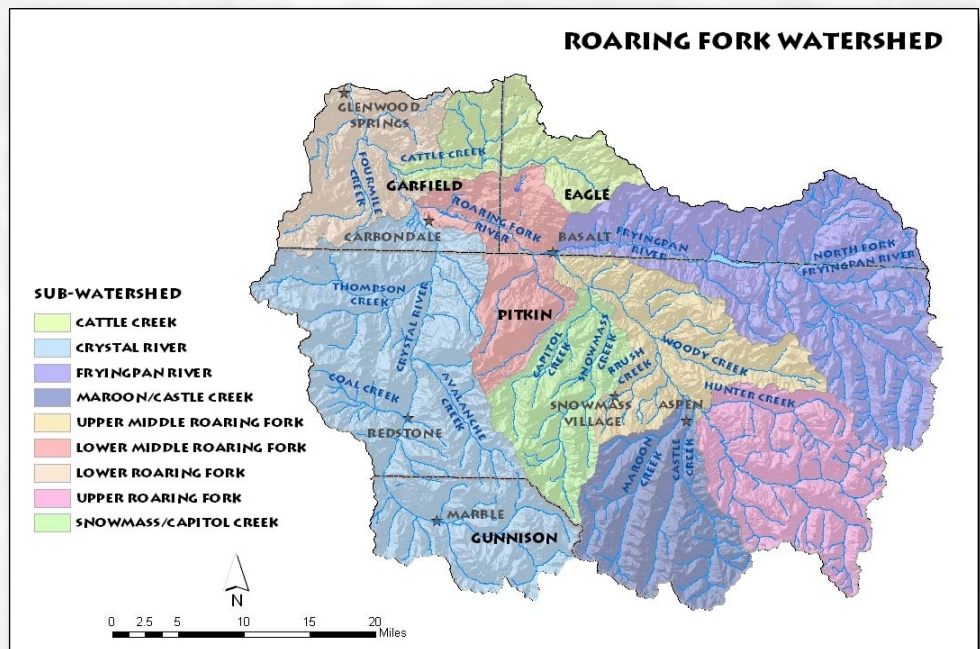 ROARING FORK WATERSHED
GLENWOOD
SPRINGS
CATTLE CREEK
FOURMILE
CREEK
GARFIELD
EAGLE
ROARING FORK
RIVER
CARBONDALE
BASALT
FRYINGPAN
RIVER
NORTH FORK
FRYINGPAN RIVER
THOMPSON
CREEK
CRYSTAL RIVER
PITKIN
CAPITOL
CREEK
SNOWMASS
CREEK
BRUSH
CREEK
WOODY CREEK
HUNTER CREEK
COAL CREEK
AVALANCHE
CREEK
REDSTONE
SNOWMASS
VILLAGE
ASPEN
MAROON
CREEK
CASTLE
CREEK
MARBLE
GUNNISON
SUB-WATERSHED
CATTLE CREEK
CRYSTAL RIVER
FRYINGPAN RIVER
MAROON/CASTLE CREEK
UPPER MIDDLE ROARING FORK
LOWER MIDDLE ROARING FORK
LOWER ROARING FORK
UPPER ROARING FORK
SNOWMASS/CAPITOL CREEK
N
0 2.5 5 10 15 20
Miles